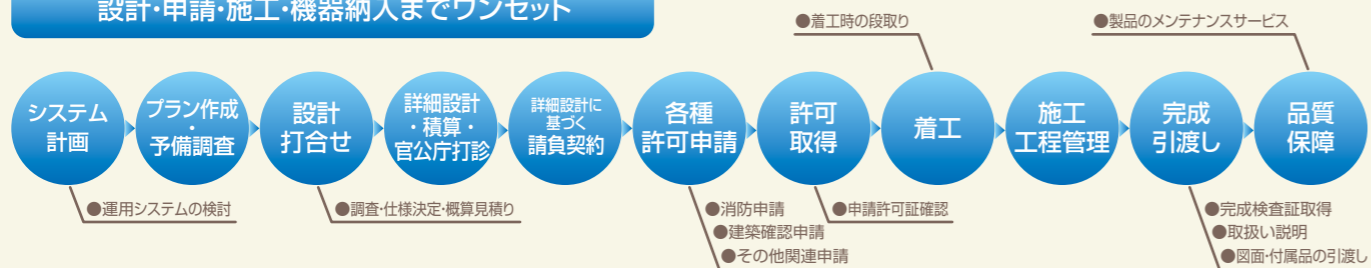 設計・申請・施工・機器納入までワンセット
●着工時の段取り
●製品のメンテナンスサービス
システム
計画
プラン作成
・
予備調査
設計
打合せ
詳細設計
・積算・
官公庁打診
詳細設計に
基づく
請負契約
各種
許可申請
許可
取得
着工
施工
工程管理
完成
引渡し
品質
保障
●運用システムの検討
●調査・仕様決定・概算見積り
●消防申請
●建築確認申請
●その他関連申請
●申請許可証確認
●完成検査証取得
●取扱い説明
●図面・付属品の引渡し